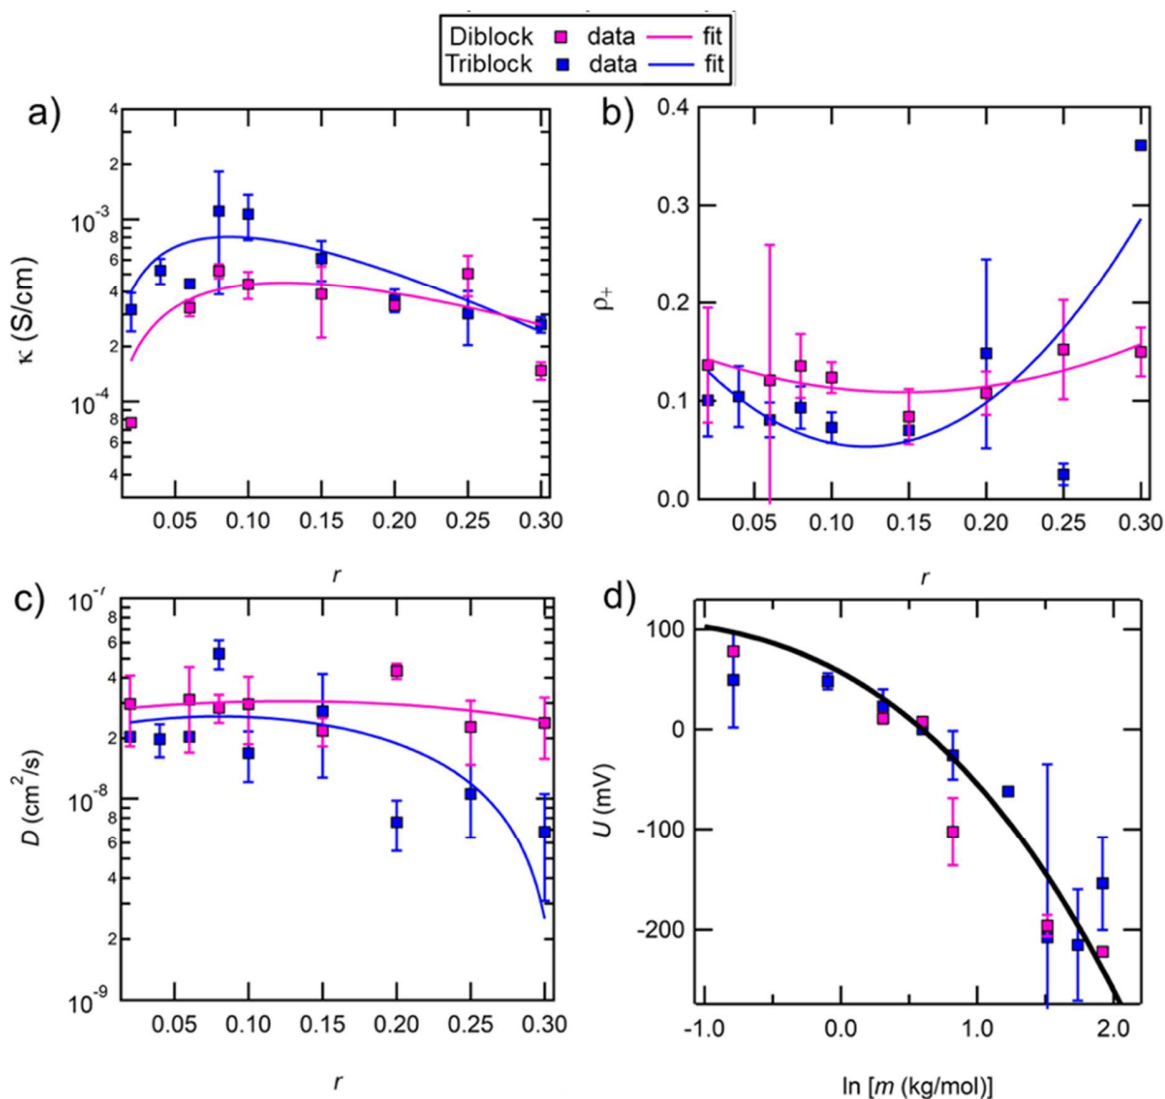 Diblock data fit
Triblock data fit
a)
4
2
10⁻³
8
6
4
2
10⁻⁴
8
6
4
κ (S/cm)
0.05 0.10 0.15 0.20 0.25 0.30
r
b)
0.4
0.3
0.2
0.1
0.0
ρ₊
0.05 0.10 0.15 0.20 0.25 0.30
r
c)
8
6
4
2
10⁻⁸
8
6
4
2
10⁻⁹
D (cm²/s)
0.05 0.10 0.15 0.20 0.25 0.30
r
d)
100
0
-100
-200
U (mV)
-1.0 0.0 1.0 2.0
ln [m (kg/mol)]